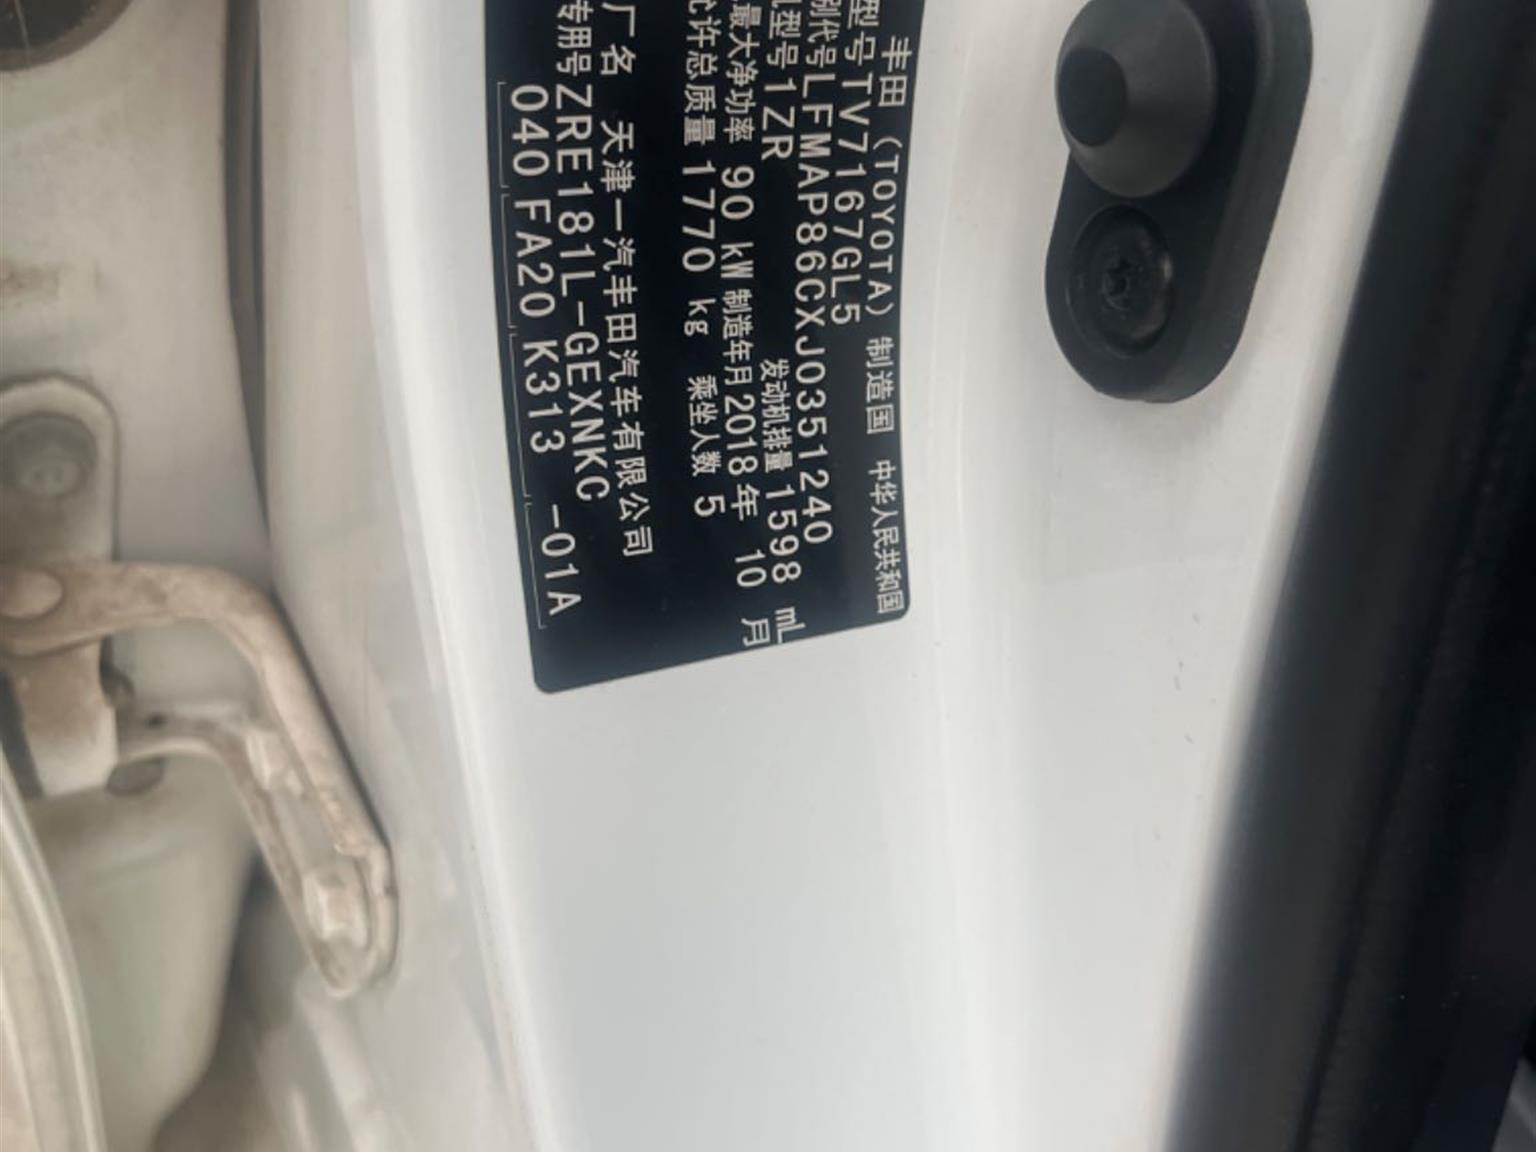 丰田 (TOYOTA) 制造国 中华人民共和国
型号 TV7167GL5
别代号 LFMAP86CXJ0351240
型号 1ZR 发动机排量 1598 mL
最大净功率 90 kW 制造年月 2018年 10 月
允许总质量 1770 kg 乘坐人数 5
厂名 天津一汽丰田汽车有限公司
专用号 ZRE181L-GEXNKC
040 FA20 K313 -01A